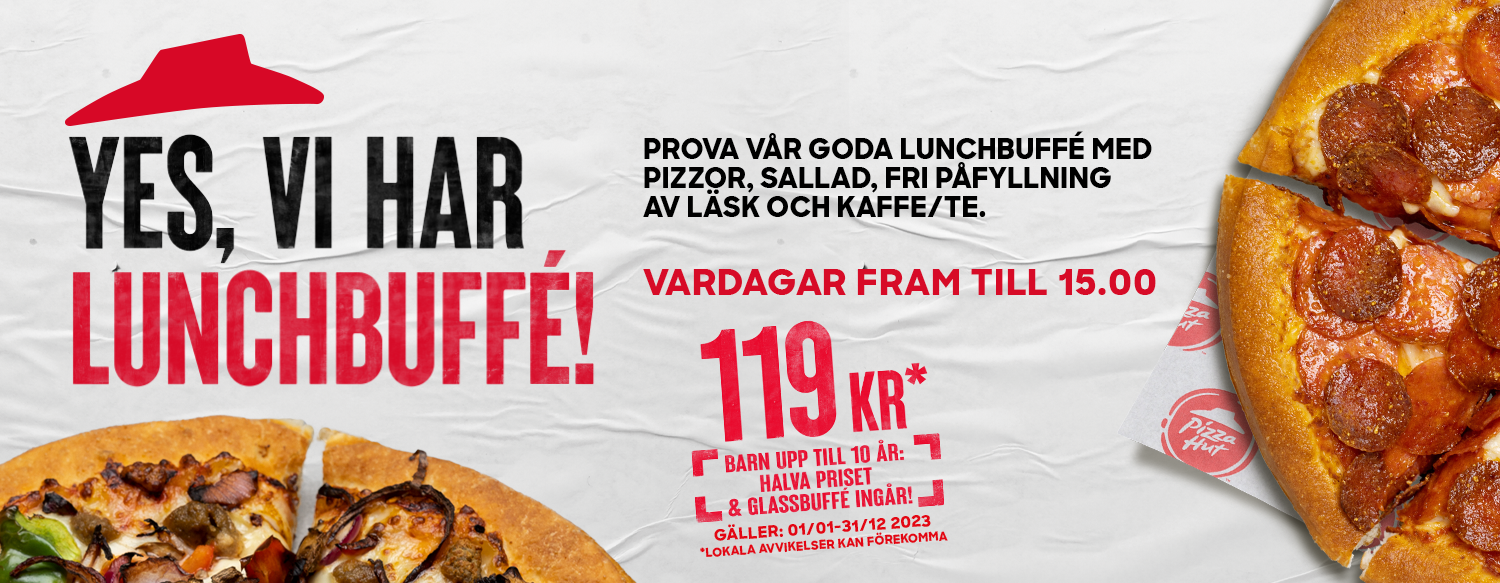 YES, VI HAR
LUNCHBUFFÉ!
PROVA VÅR GODA LUNCHBUFFÉ MED
PIZZOR, SALLAD, FRI PÅFYLLNING
AV LÄSK OCH KAFFE/TE.
VARDAGAR FRAM TILL 15.00
119 KR*
BARN UPP TILL 10 ÅR:
HALVA PRISET
& GLASSBUFFÉ INGÅR!
GÄLLER: 01/01-31/12 2023
*LOKALA AVVIKELSER KAN FÖREKOMMA
Pizza
Hut